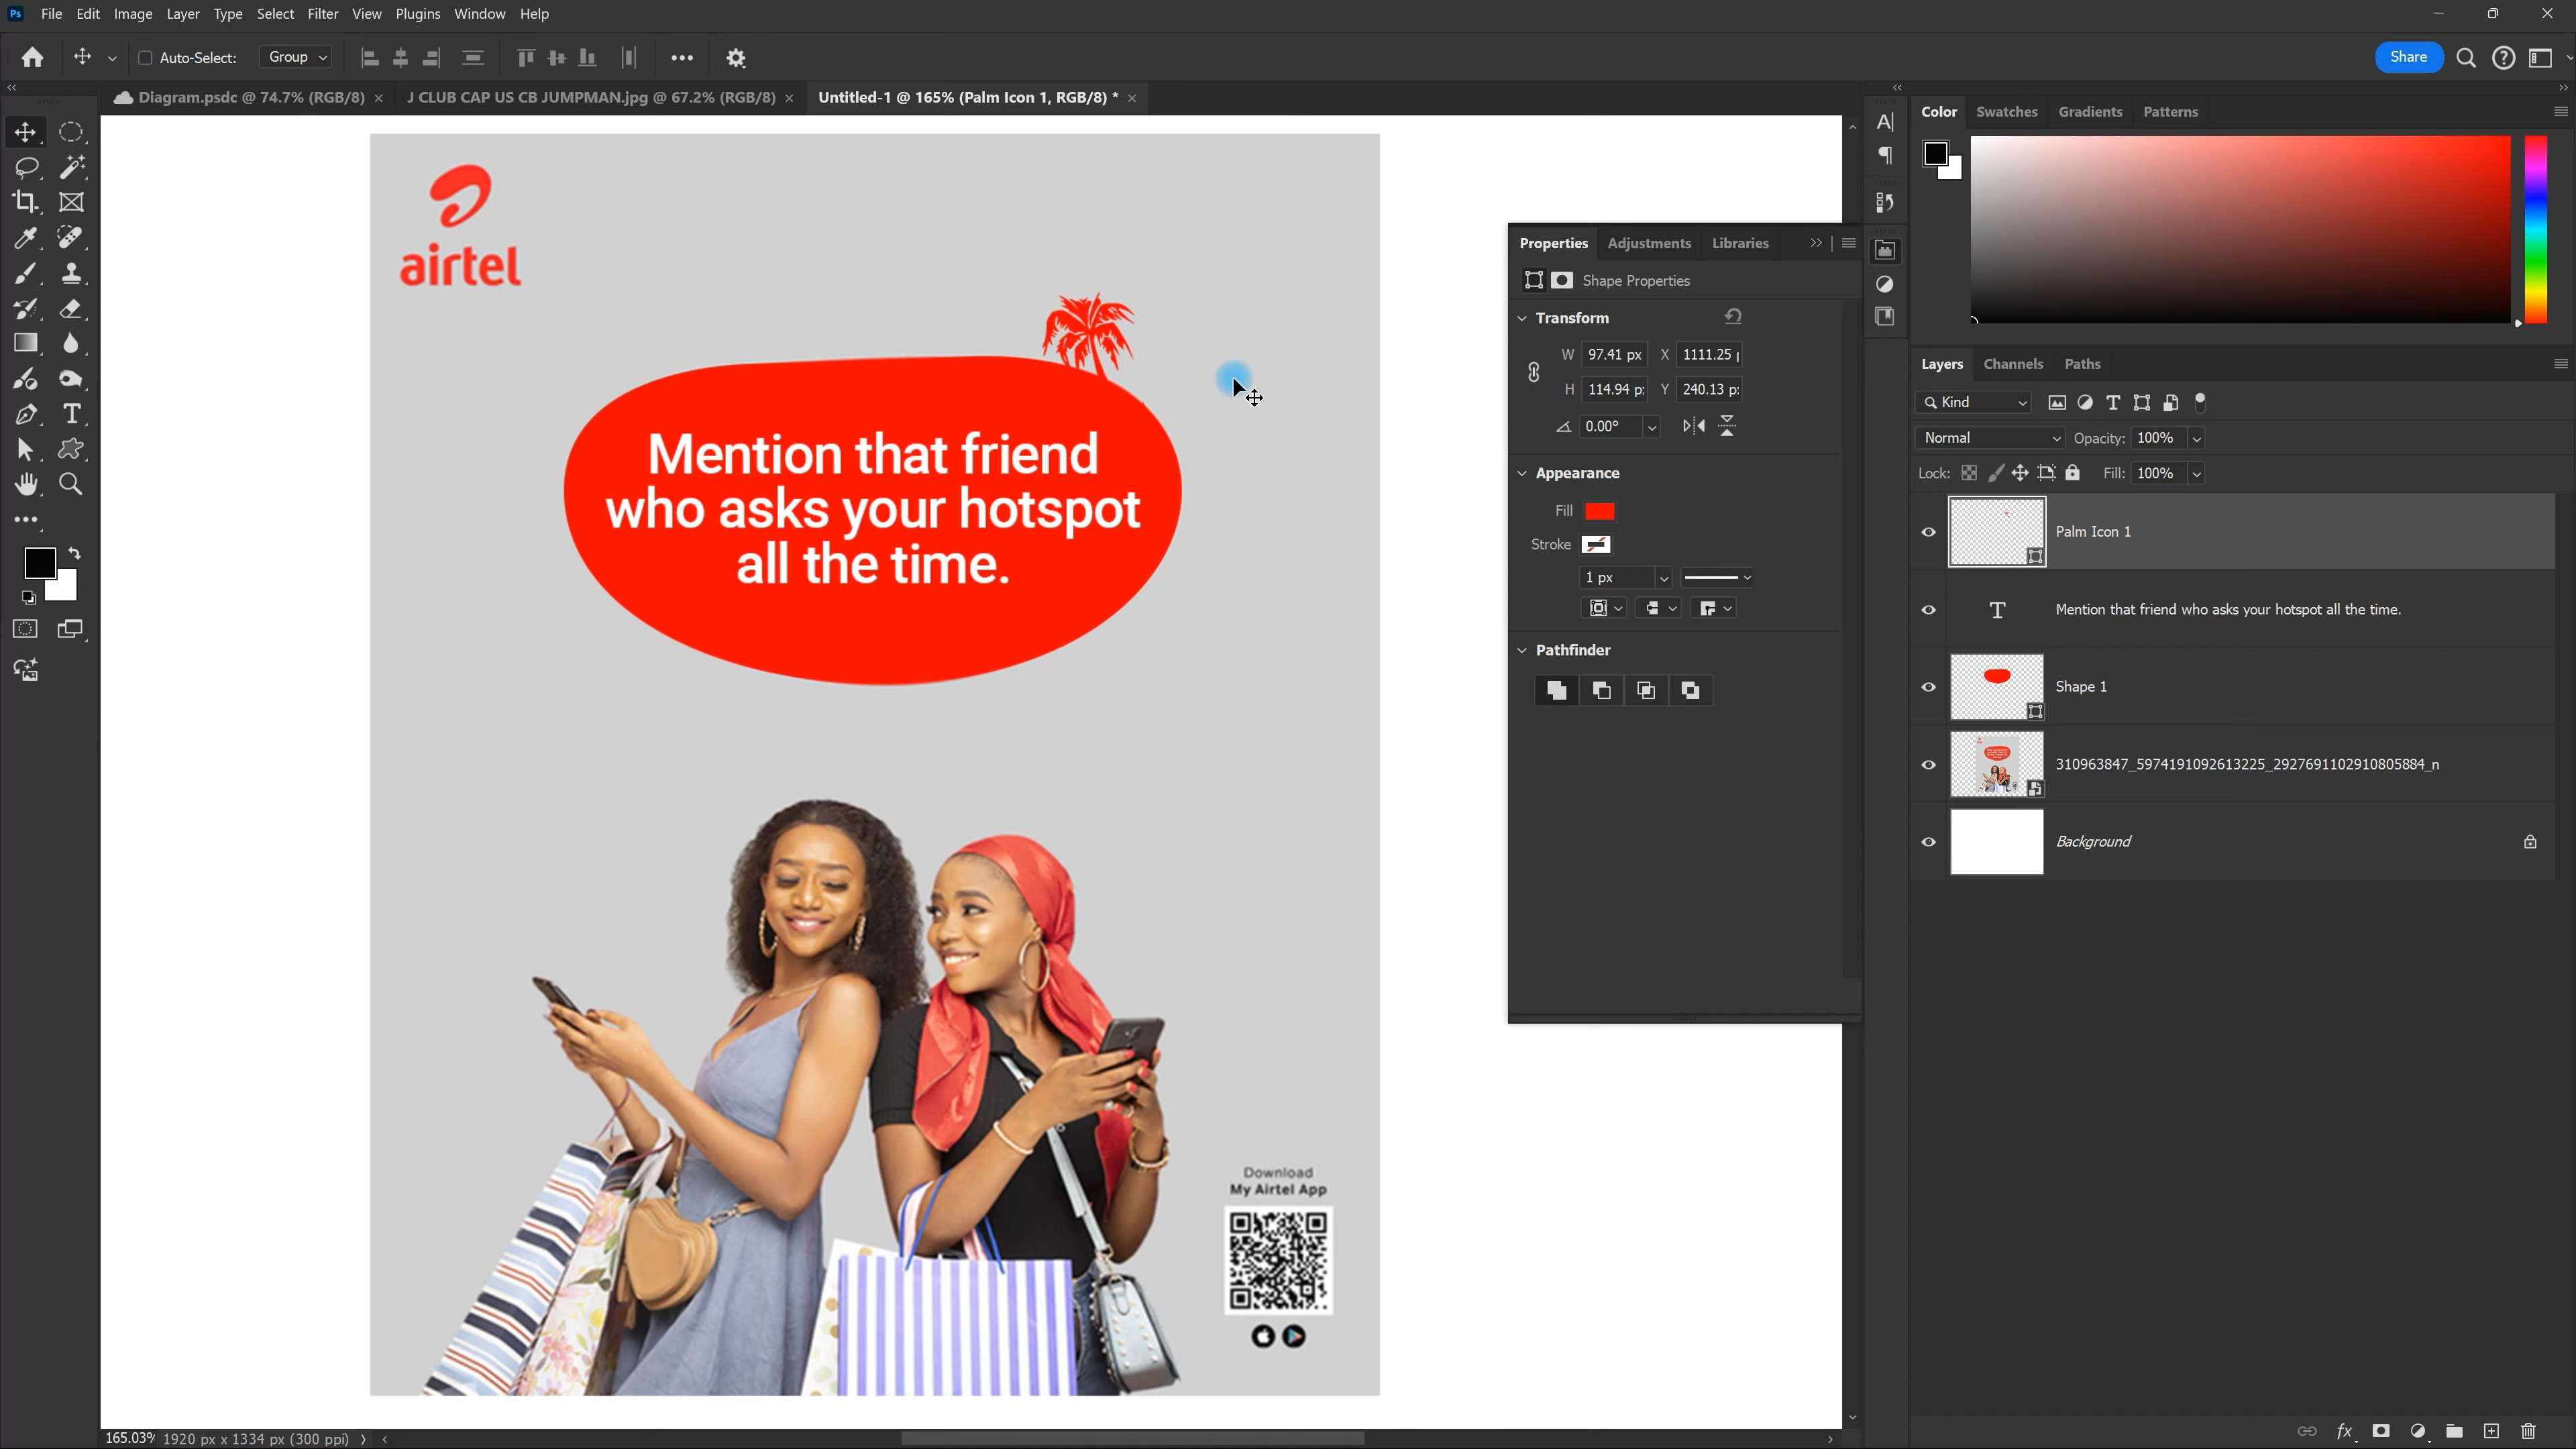 Ps File Edit Image Layer Type Select Filter View Plugins Window Help
Auto-Select: Group Share
Diagram.psdc @ 74.7% (RGB/8) × J CLUB CAP US CB JUMPMAN.jpg @ 67.2% (RGB/8) × Untitled-1 @ 165% (Palm Icon 1, RGB/8) * ×
airtel
Mention that friend
who asks your hotspot
all the time.
Download
My Airtel App
165.03% 1920 px x 1334 px (300 ppi)
Properties Adjustments Libraries
Shape Properties
Transform
W 97.41 px X 1111.25
H 114.94 p: Y 240.13 p:
0.00°
Appearance
Fill
Stroke
1 px
Pathfinder
Color Swatches Gradients Patterns
Layers Channels Paths
Kind
Normal Opacity: 100%
Lock: Fill: 100%
Palm Icon 1
T Mention that friend who asks your hotspot all the time.
Shape 1
310963847_5974191092613225_2927691102910805884_n
Background
fx